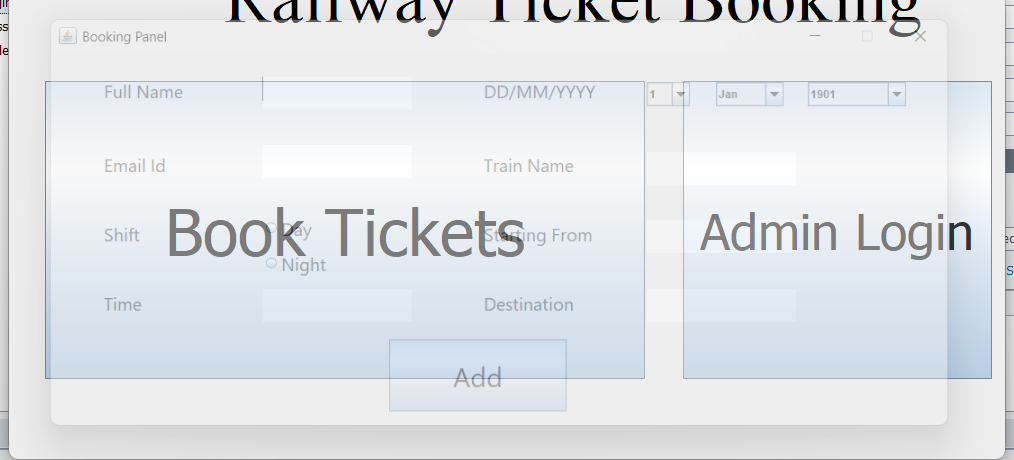 Railway Ticket Booking
Booking Panel
Full Name
DD/MM/YYYY
1
Jan
1901
Email Id
Train Name
Book Tickets
Admin Login
Shift
Day
Starting From
Night
Time
Destination
Add